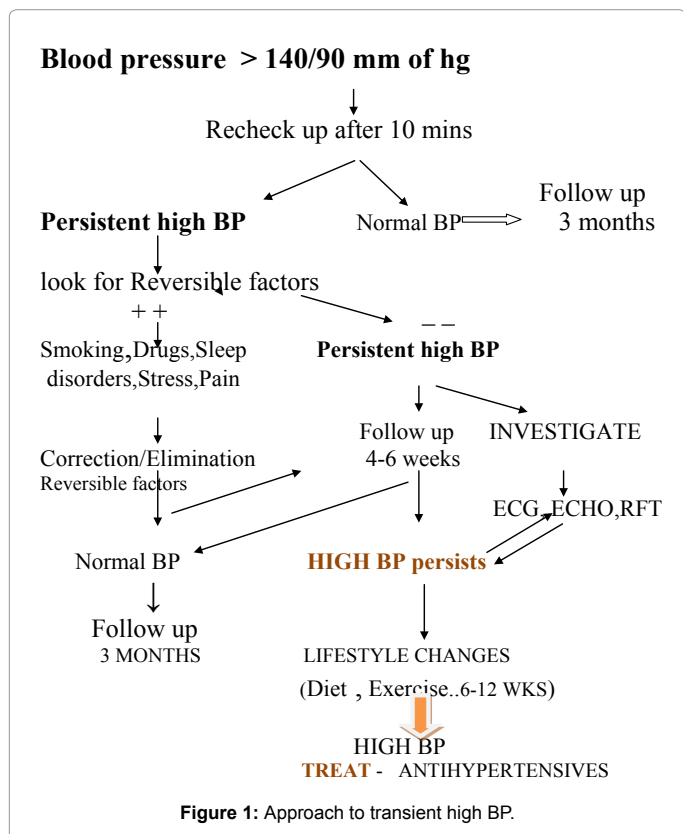 Blood pressure > 140/90 mm of hg
Recheck up after 10 mins
Persistent high BP
Normal BP
Follow up
3 months
look for Reversible factors
+ +
– –
Smoking,Drugs,Sleep
disorders,Stress,Pain
Persistent high BP
Correction/Elimination
Reversible factors
Follow up
4-6 weeks
INVESTIGATE
ECG, ECHO,RFT
Normal BP
HIGH BP persists
Follow up
3 MONTHS
LIFESTYLE CHANGES
(Diet , Exercise..6-12 WKS)
HIGH BP
TREAT - ANTIHYPERTENSIVES
Figure 1: Approach to transient high BP.